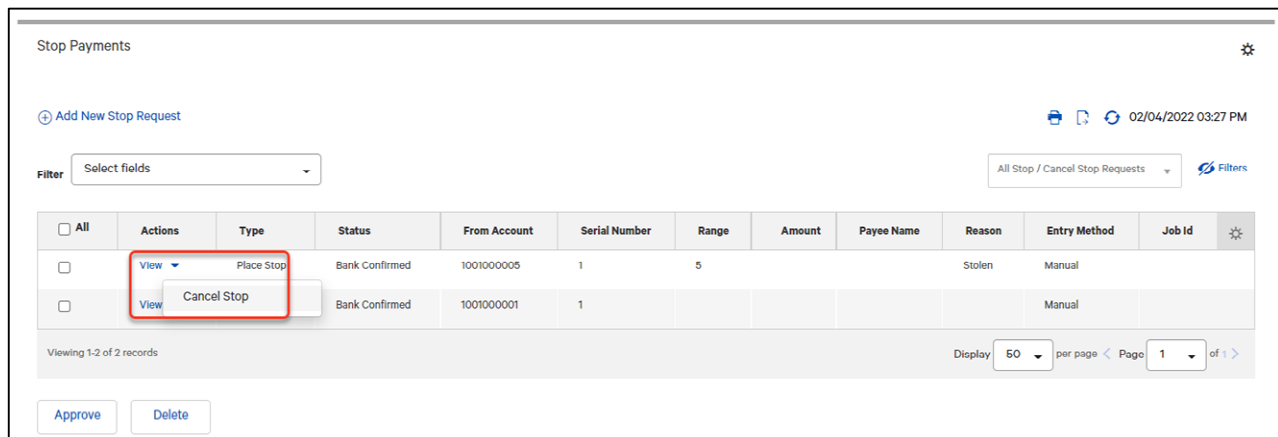 Stop Payments
Add New Stop Request
02/04/2022 03:27 PM
Filter Select fields
All Stop / Cancel Stop Requests Filters
All Actions Type Status From Account Serial Number Range Amount Payee Name Reason Entry Method Job Id
View Place Stop Bank Confirmed 1001000005 1 5 Stolen Manual
Cancel Stop
View Bank Confirmed 1001000001 1 Manual
Viewing 1-2 of 2 records Display 50 per page Page 1 of 1
Approve Delete